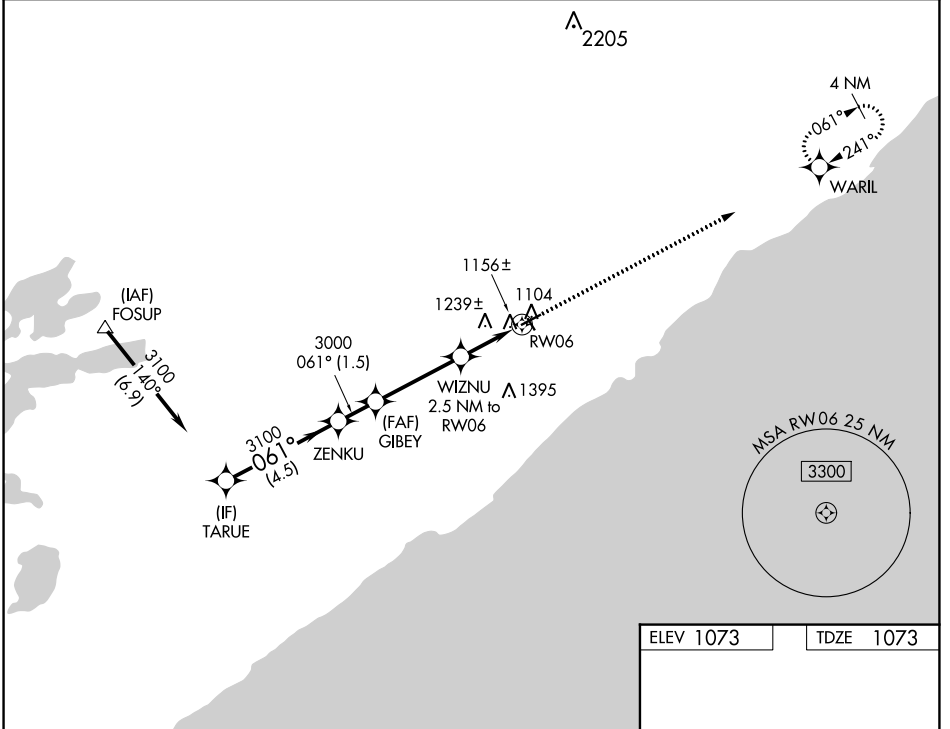 2205
4 NM
061°
241°
WARIL
(IAF)
FOSUP
3100
140°
(6.9)
1156±
1239±
1104
RW06
3000
061° (1.5)
WIZNU
2.5 NM to
RW06
1395
(FAF)
GIBEY
ZENKU
3100
061°
(4.5)
(IF)
TARUE
MSA RW06 25 NM
3300
ELEV 1073
TDZE 1073